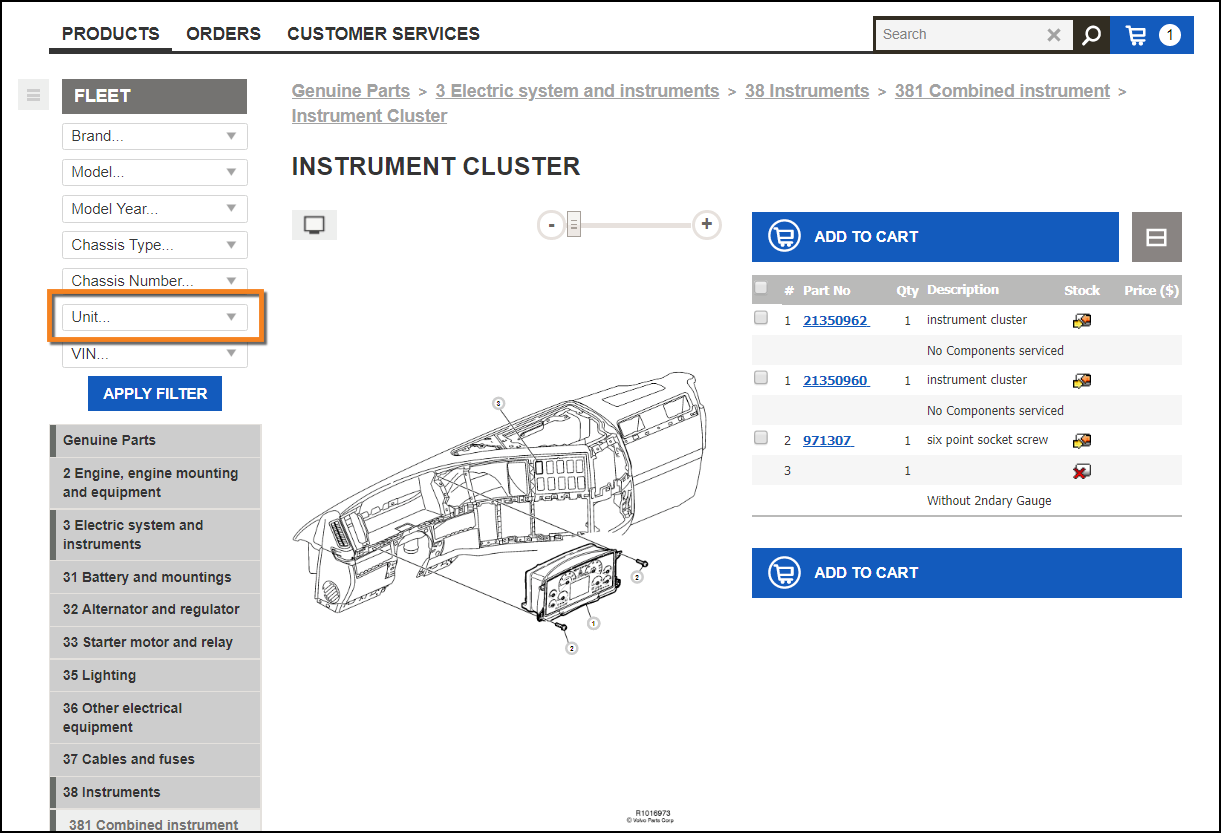 PRODUCTS ORDERS CUSTOMER SERVICES Search 1
FLEET
Brand...
Model...
Model Year...
Chassis Type...
Chassis Number...
Unit...
VIN...
APPLY FILTER
Genuine Parts
2 Engine, engine mounting
and equipment
3 Electric system and
instruments
31 Battery and mountings
32 Alternator and regulator
33 Starter motor and relay
35 Lighting
36 Other electrical
equipment
37 Cables and fuses
38 Instruments
381 Combined instrument
Genuine Parts > 3 Electric system and instruments > 38 Instruments > 381 Combined instrument >
Instrument Cluster
INSTRUMENT CLUSTER
- +
3
2
1
2
R1016973
© Volvo Parts Corp
ADD TO CART
# Part No Qty Description Stock Price ($)
1 21350962 1 instrument cluster
No Components serviced
1 21350960 1 instrument cluster
No Components serviced
2 971307 1 six point socket screw
3 1
Without 2ndary Gauge
ADD TO CART